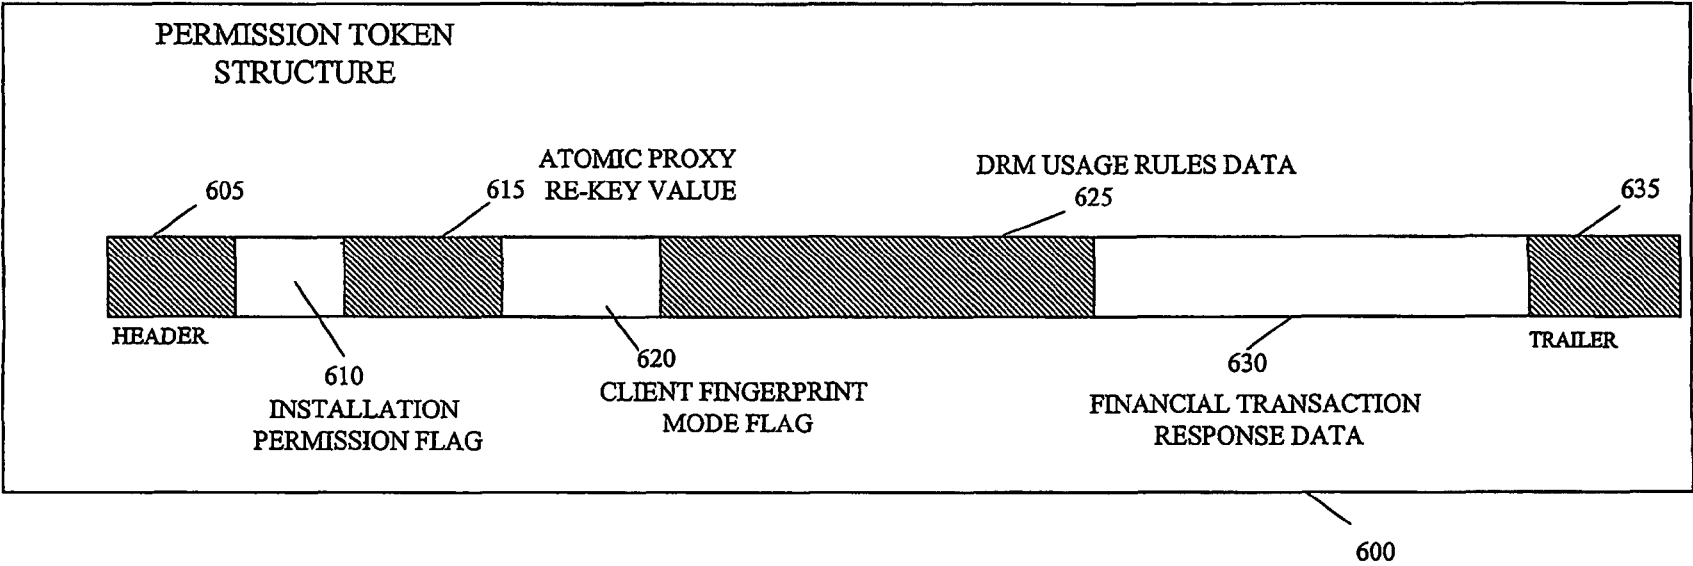 PERMISSION TOKEN
STRUCTURE
ATOMIC PROXY
RE-KEY VALUE
DRM USAGE RULES DATA
605
615
625
635
HEADER
TRAILER
610
INSTALLATION
PERMISSION FLAG
620
CLIENT FINGERPRINT
MODE FLAG
630
FINANCIAL TRANSACTION
RESPONSE DATA
600